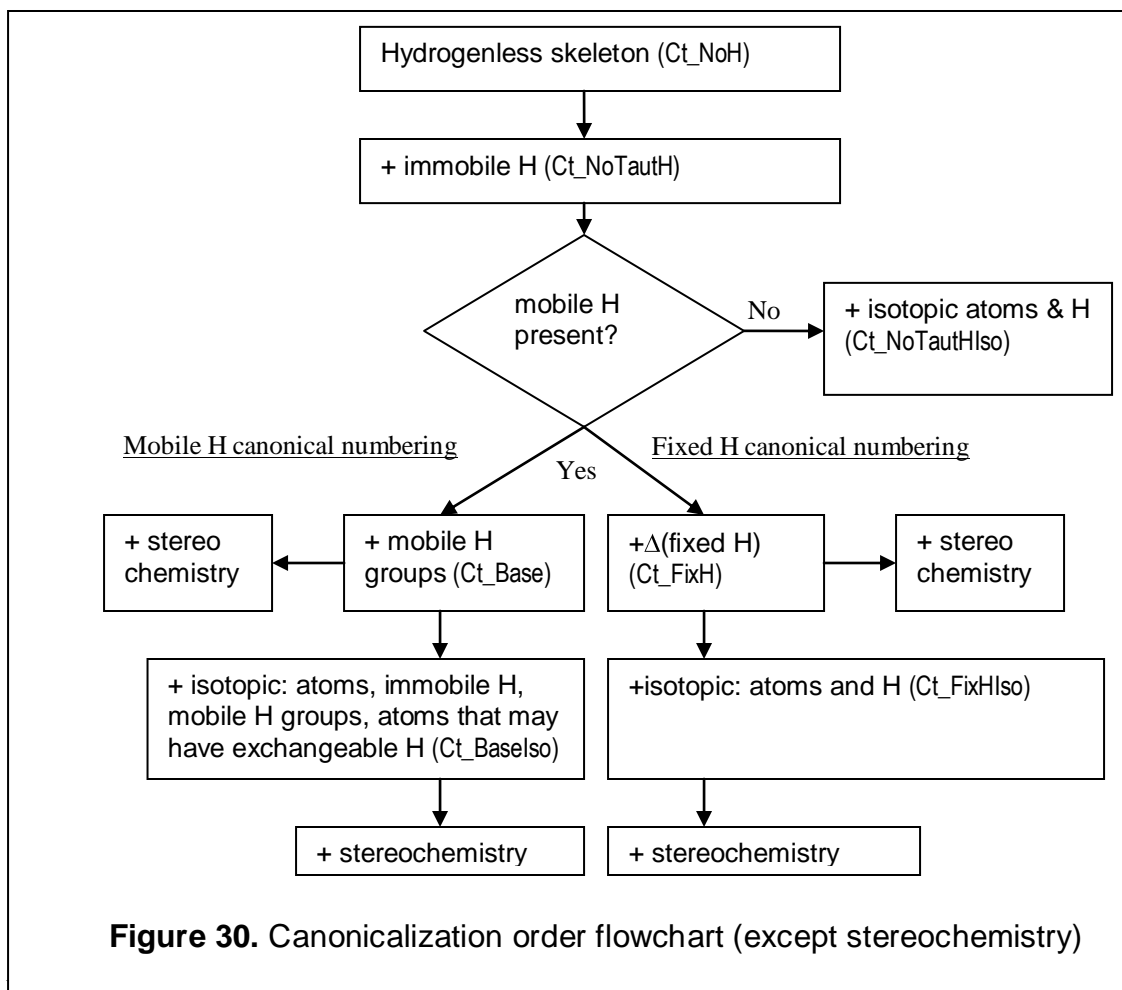 Hydrogenless skeleton (Ct_NoH)
+ immobile H (Ct_NoTautH)
mobile H
present?
No
+ isotopic atoms & H
(Ct_NoTautHIso)
Mobile H canonical numbering
Fixed H canonical numbering
Yes
+ stereo
chemistry
+ mobile H
groups (Ct_Base)
+Δ(fixed H)
(Ct_FixH)
+ stereo
chemistry
+ isotopic: atoms, immobile H,
mobile H groups, atoms that may
have exchangeable H (Ct_BaseIso)
+isotopic: atoms and H (Ct_FixHIso)
+ stereochemistry
+ stereochemistry
Figure 30. Canonicalization order flowchart (except stereochemistry)